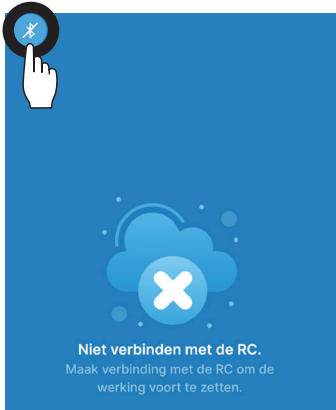 Niet verbinden met de RC.
Maak verbinding met de RC om de
werking voort te zetten.